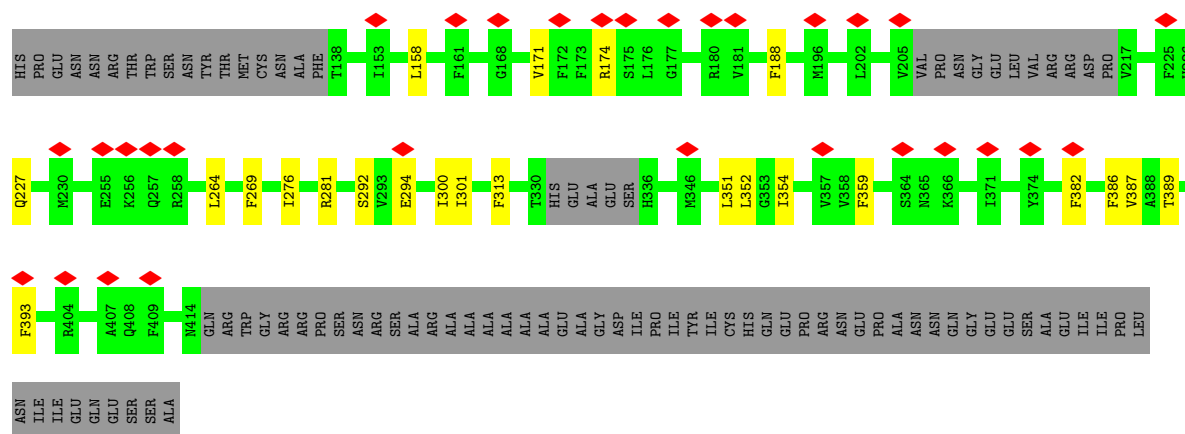 HIS PRO GLU ASN ASN ARG THR TRP SER ASN TYR THR MET CYS ASN ALA PHE T138 I153 L158 F161 G168 V171 F172 F173 R174 S175 L176 G177 R180 V181 F188 M196 L202 V205 VAL PRO ASN GLY GLU LEU VAL ARG ARG ASP PRO V217 F225
Q227 M230 E255 K256 Q257 R258 L264 F269 I276 R281 S292 V293 E294 I300 I301 F313 T330 HIS GLU ALA GLU SER H336 M346 L351 L352 G353 I354 V357 V358 F359 S364 N365 K366 I371 Y374 F382 F386 V387 A388 T389
F393 R404 A407 Q408 F409 N414 GLN ARG TRP GLY ARG ARG PRO SER ASN ARG SER ALA ARG ALA ALA ALA ALA ALA ALA ALA GLU ALA GLY ASP ILE PRO ILE TYR ILE CYS HIS GLN GLU PRO ARG ASN GLU PRO ALA ASN ASN GLN GLY GLU GLU SER ALA GLU ILE ILE PRO LEU
ASN ILE ILE GLU GLN GLU SER SER ALA